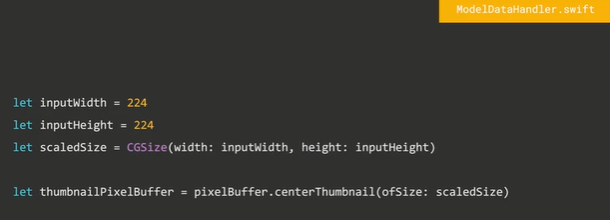 ModelDataHandler.swift
let inputWidth = 224
let inputHeight = 224
let scaledSize = CGSize(width: inputWidth, height: inputHeight)
let thumbnailPixelBuffer = pixelBuffer.centerThumbnail(ofSize: scaledSize)